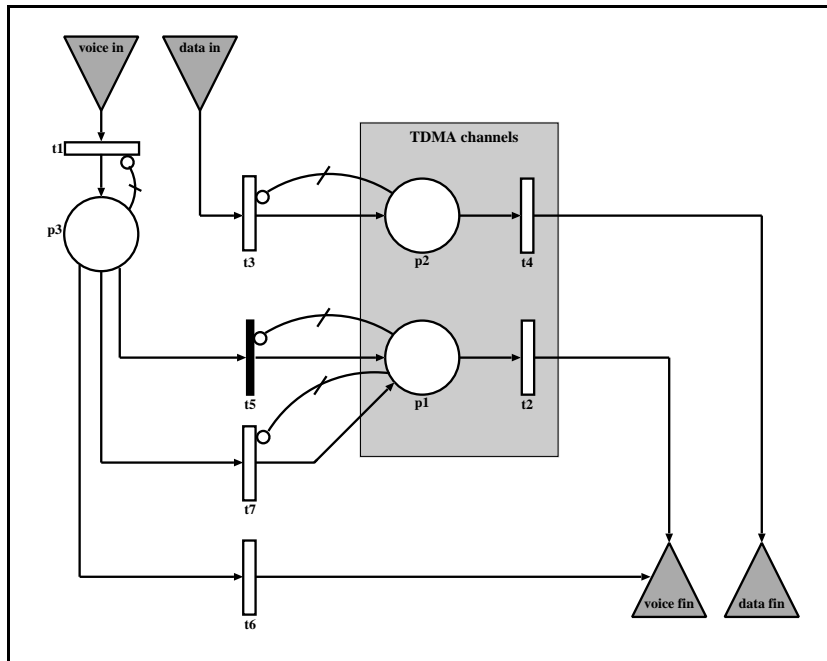 voice in
data in
TDMA channels
t1
p3
t3
p2
t4
t5
p1
t2
t7
t6
voice fin
data fin